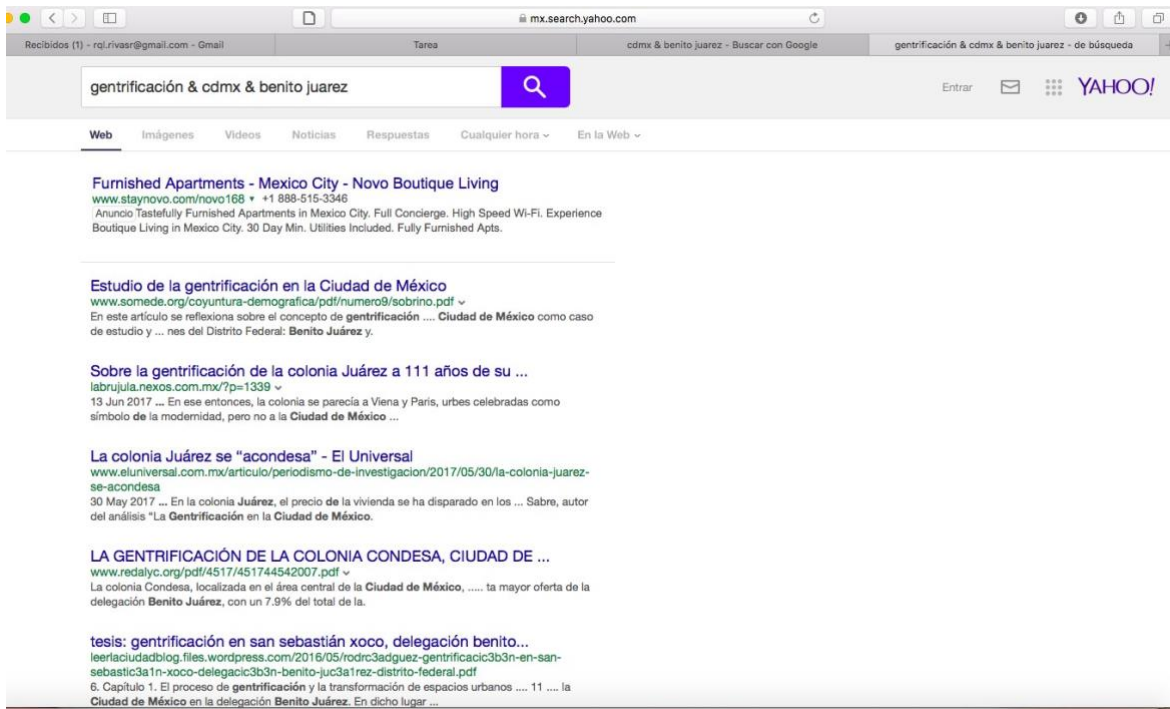 mx.search.yahoo.com
Recibidos (1) - rql.rivasr@gmail.com - Gmail
Tarea
cdmx & benito juarez - Buscar con Google
gentrificación & cdmx & benito juarez - de búsqueda
gentrificación & cdmx & benito juarez
Entrar
YAHOO!
Web Imágenes Videos Noticias Respuestas Cualquier hora En la Web
Furnished Apartments - Mexico City - Novo Boutique Living
www.staynovo.com/novo168 +1 888-515-3346
Anuncio Tastefully Furnished Apartments in Mexico City. Full Concierge. High Speed Wi-Fi. Experience
Boutique Living in Mexico City. 30 Day Min. Utilities Included. Fully Furnished Apts.
Estudio de la gentrificación en la Ciudad de México
www.somede.org/coyuntura-demografica/pdf/numero9/sobrino.pdf
En este artículo se reflexiona sobre el concepto de gentrificación .... Ciudad de México como caso
de estudio y ... nes del Distrito Federal: Benito Juárez y.
Sobre la gentrificación de la colonia Juárez a 111 años de su ...
labrujula.nexos.com.mx/?p=1339
13 Jun 2017 ... En ese entonces, la colonia se parecía a Viena y Paris, urbes celebradas como
símbolo de la modernidad, pero no a la Ciudad de México ...
La colonia Juárez se “acondesa” - El Universal
www.eluniversal.com.mx/articulo/periodismo-de-investigacion/2017/05/30/la-colonia-juarez-
se-acondesa
30 May 2017 ... En la colonia Juárez, el precio de la vivienda se ha disparado en los ... Sabre, autor
del análisis “La Gentrificación en la Ciudad de México.
LA GENTRIFICACIÓN DE LA COLONIA CONDESA, CIUDAD DE ...
www.redalyc.org/pdf/4517/451744542007.pdf
La colonia Condesa, localizada en el área central de la Ciudad de México, ..... ta mayor oferta de la
delegación Benito Juárez, con un 7.9% del total de la.
tesis: gentrificación en san sebastián xoco, delegación benito...
leerlaciudadblog.files.wordpress.com/2016/05/rodrc3adguez-gentrificacic3b3n-en-san-
sebastic3a1n-xoco-delegacic3b3n-benito-juc3a1rez-distrito-federal.pdf
6. Capítulo 1. El proceso de gentrificación y la transformación de espacios urbanos .... 11 .... la
Ciudad de México en la delegación Benito Juárez. En dicho lugar ...